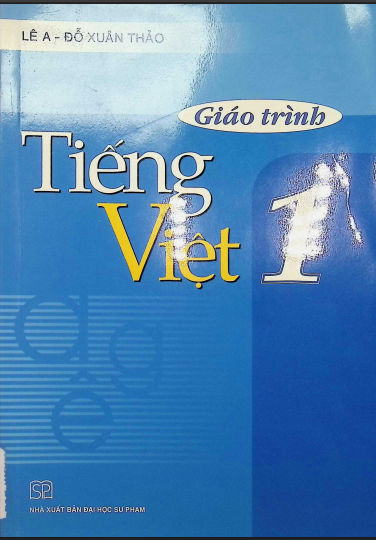 LÊ A - ĐỖ XUÂN THẢO
Giáo trình
Tiếng
Việt 1
a
g
e
SP
NHÀ XUẤT BẢN ĐẠI HỌC SƯ PHẠM